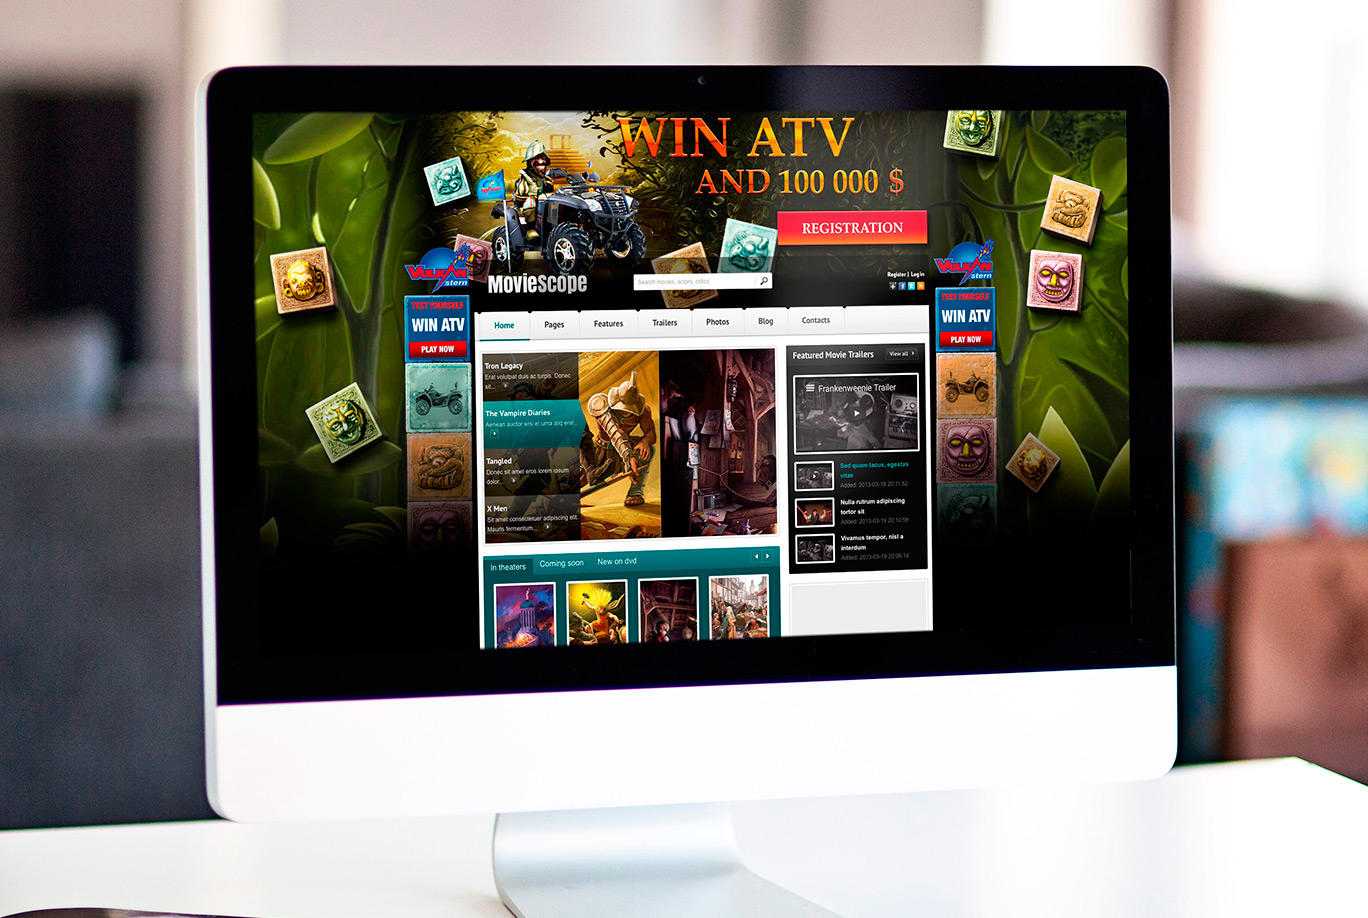 WIN ATV
AND 100 000 $
REGISTRATION
VULKAN
stern
TEST YOURSELF
WIN ATV
PLAY NOW
MovieScope
Search movies, actors, critics
Register | Log in
VULKAN
stern
TEST YOURSELF
WIN ATV
PLAY NOW
Home
Pages
Features
Trailers
Photos
Blog
Contacts
Tron Legacy
Erat volutpat duis ac turpis. Donec
sit...
The Vampire Diaries
Aenean auctor wisi et urna aliq erat...
Tangled
Donec sit amet eros lorem ipsum
dolor...
X Men
Sit amet consectetuer adipiscing elit.
Mauris fermentum...
Featured Movie Trailers
View all
Frankenweenie Trailer
Sed quam lacus, egestas
vitae
Added: 2013-03-19 20:11:52
Nulla rutrum adipiscing
tortor sit
Added: 2013-03-19 20:10:58
Vivamus tempor, nisl a
interdum
Added: 2013-03-19 20:06:14
In theaters
Coming soon
New on dvd